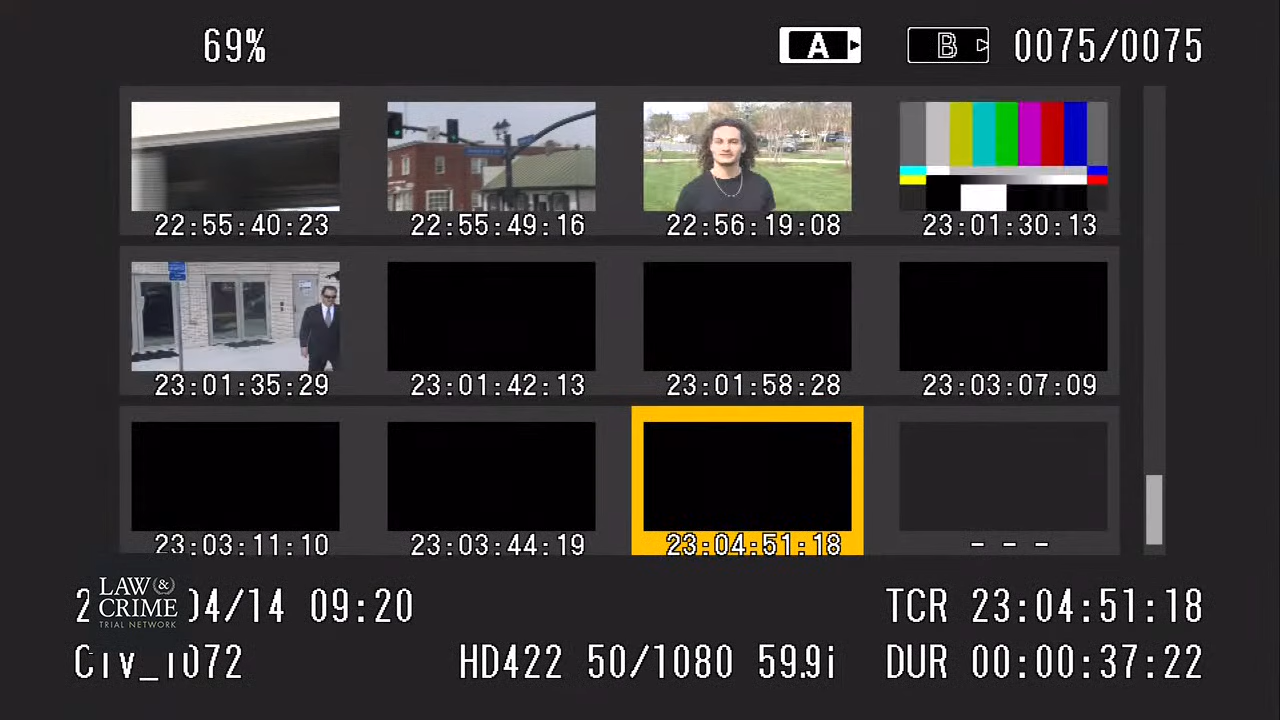 69% A B 0075/0075
22:55:40:23 22:55:49:16 22:56:19:08 23:01:30:13
23:01:35:29 23:01:42:13 23:01:58:28 23:03:07:09
23:03:11:10 23:03:44:19 23:04:51:18 - - -
LAW &
CRIME
TRIAL NETWORK
04/14 09:20 TCR 23:04:51:18
HD422 50/1080 59.9i DUR 00:00:37:22